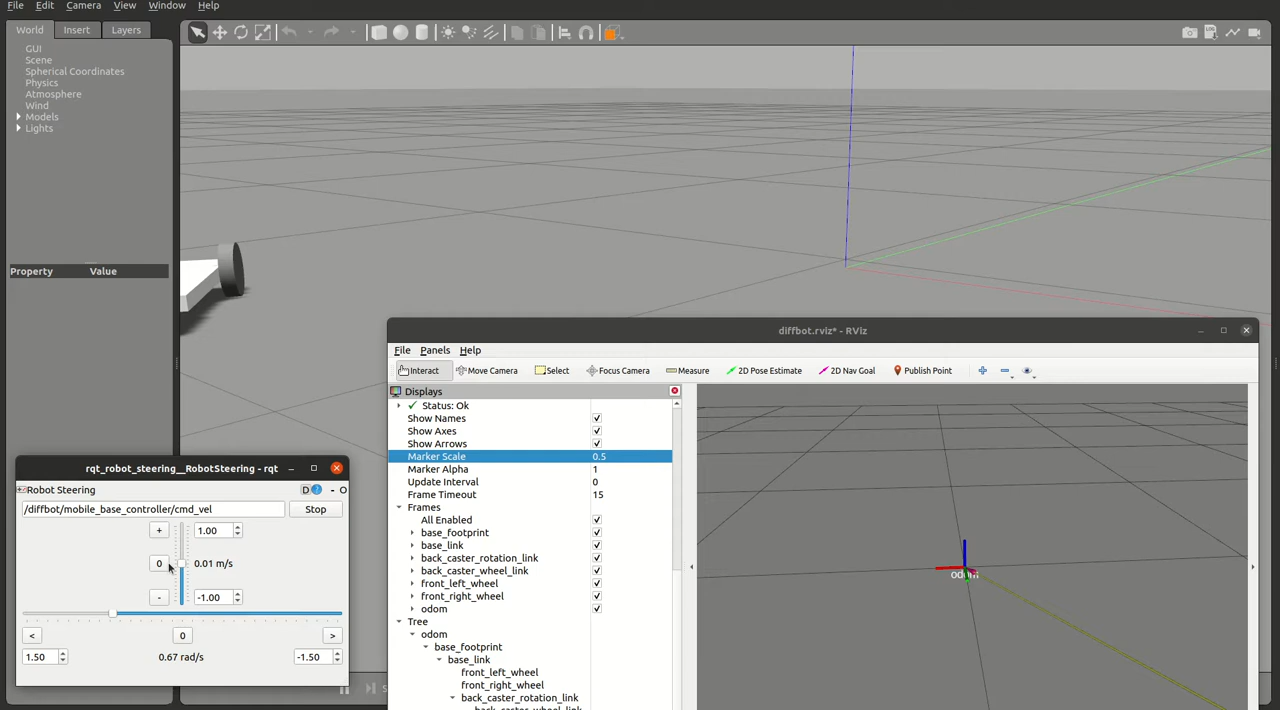 File Edit Camera View Window Help
World Insert Layers
GUI
Scene
Spherical Coordinates
Physics
Atmosphere
Wind
Models
Lights
Property Value
rqt_robot_steering__RobotSteering - rqt
Robot Steering D - O
/diffbot/mobile_base_controller/cmd_vel Stop
+ 1.00
0 0.01 m/s
- -1.00
< 0 >
1.50 0.67 rad/s -1.50
diffbot.rviz* - RViz
File Panels Help
Interact Move Camera Select Focus Camera Measure 2D Pose Estimate 2D Nav Goal Publish Point
Displays
Status: Ok
Show Names
Show Axes
Show Arrows
Marker Scale 0.5
Marker Alpha 1
Update Interval 0
Frame Timeout 15
Frames
All Enabled
base_footprint
base_link
back_caster_rotation_link
back_caster_wheel_link
front_left_wheel
front_right_wheel
odom
Tree
odom
base_footprint
base_link
front_left_wheel
front_right_wheel
back_caster_rotation_link
back_caster_wheel_link
odom